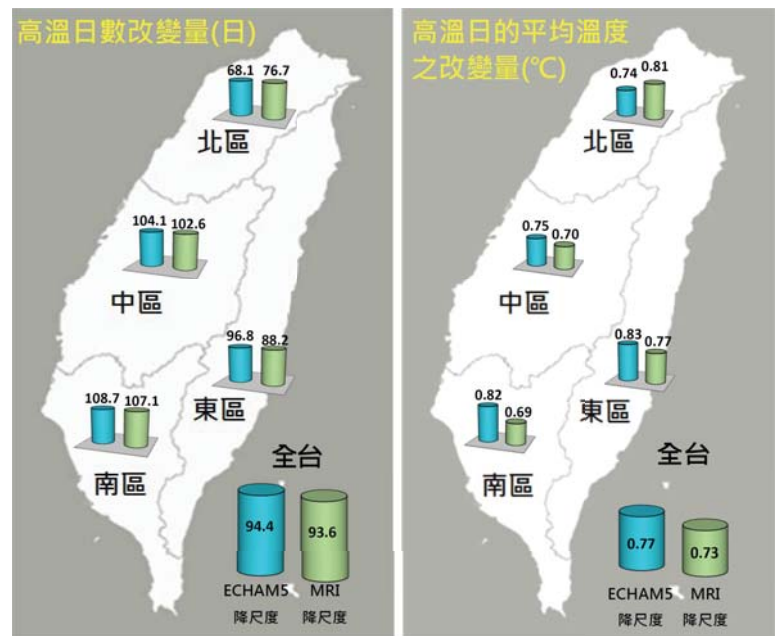 高溫日數改變量(日)
68.1 76.7
北區
104.1 102.6
中區
96.8 88.2
東區
108.7 107.1
南區
全台
94.4 93.6
ECHAM5 MRI
降尺度 降尺度
高溫日的平均溫度
之改變量(℃)
0.74 0.81
北區
0.75 0.70
中區
0.83 0.77
東區
0.82 0.69
南區
全台
0.77 0.73
ECHAM5 MRI
降尺度 降尺度